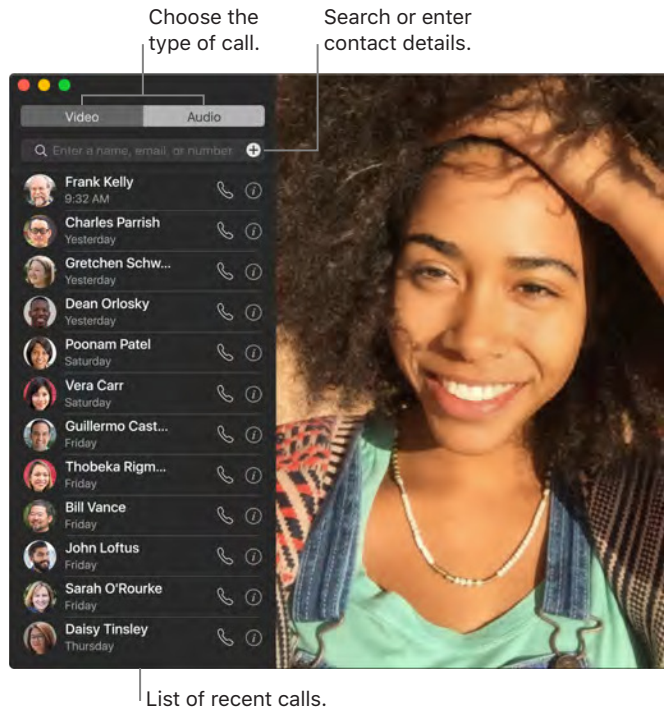 Choose the
type of call.
Search or enter
contact details.
Video
Audio
Enter a name, email, or number
Frank Kelly
9:32 AM
Charles Parrish
Yesterday
Gretchen Schw...
Yesterday
Dean Orlosky
Yesterday
Poonam Patel
Saturday
Vera Carr
Saturday
Guillermo Cast...
Friday
Thobeka Rigm...
Friday
Bill Vance
Friday
John Loftus
Friday
Sarah O'Rourke
Friday
Daisy Tinsley
Thursday
List of recent calls.